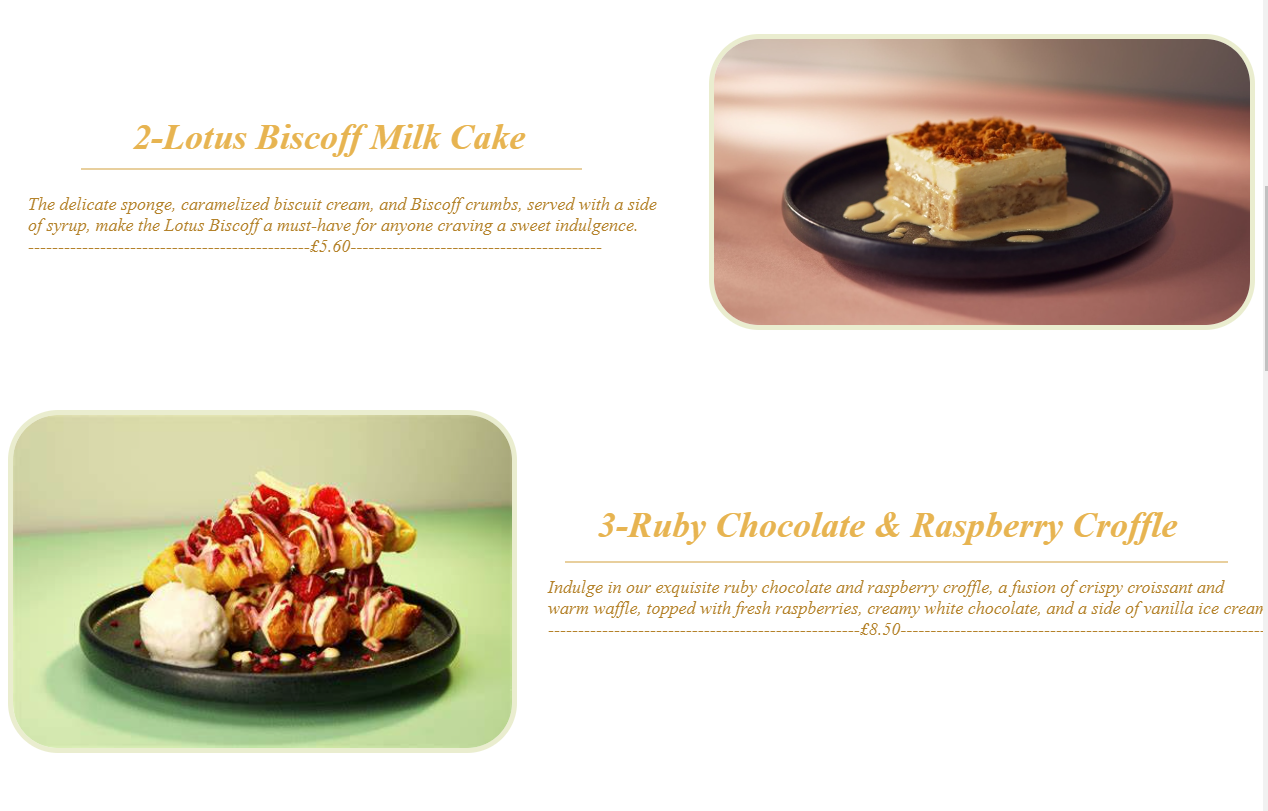 2-Lotus Biscoff Milk Cake
The delicate sponge, caramelized biscuit cream, and Biscoff crumbs, served with a side
of syrup, make the Lotus Biscoff a must-have for anyone craving a sweet indulgence.
-----------------------------------------------£5.60------------------------------------------
3-Ruby Chocolate & Raspberry Croffle
Indulge in our exquisite ruby chocolate and raspberry croffle, a fusion of crispy croissant and
warm waffle, topped with fresh raspberries, creamy white chocolate, and a side of vanilla ice cream
----------------------------------------------------£8.50-------------------------------------------------------------